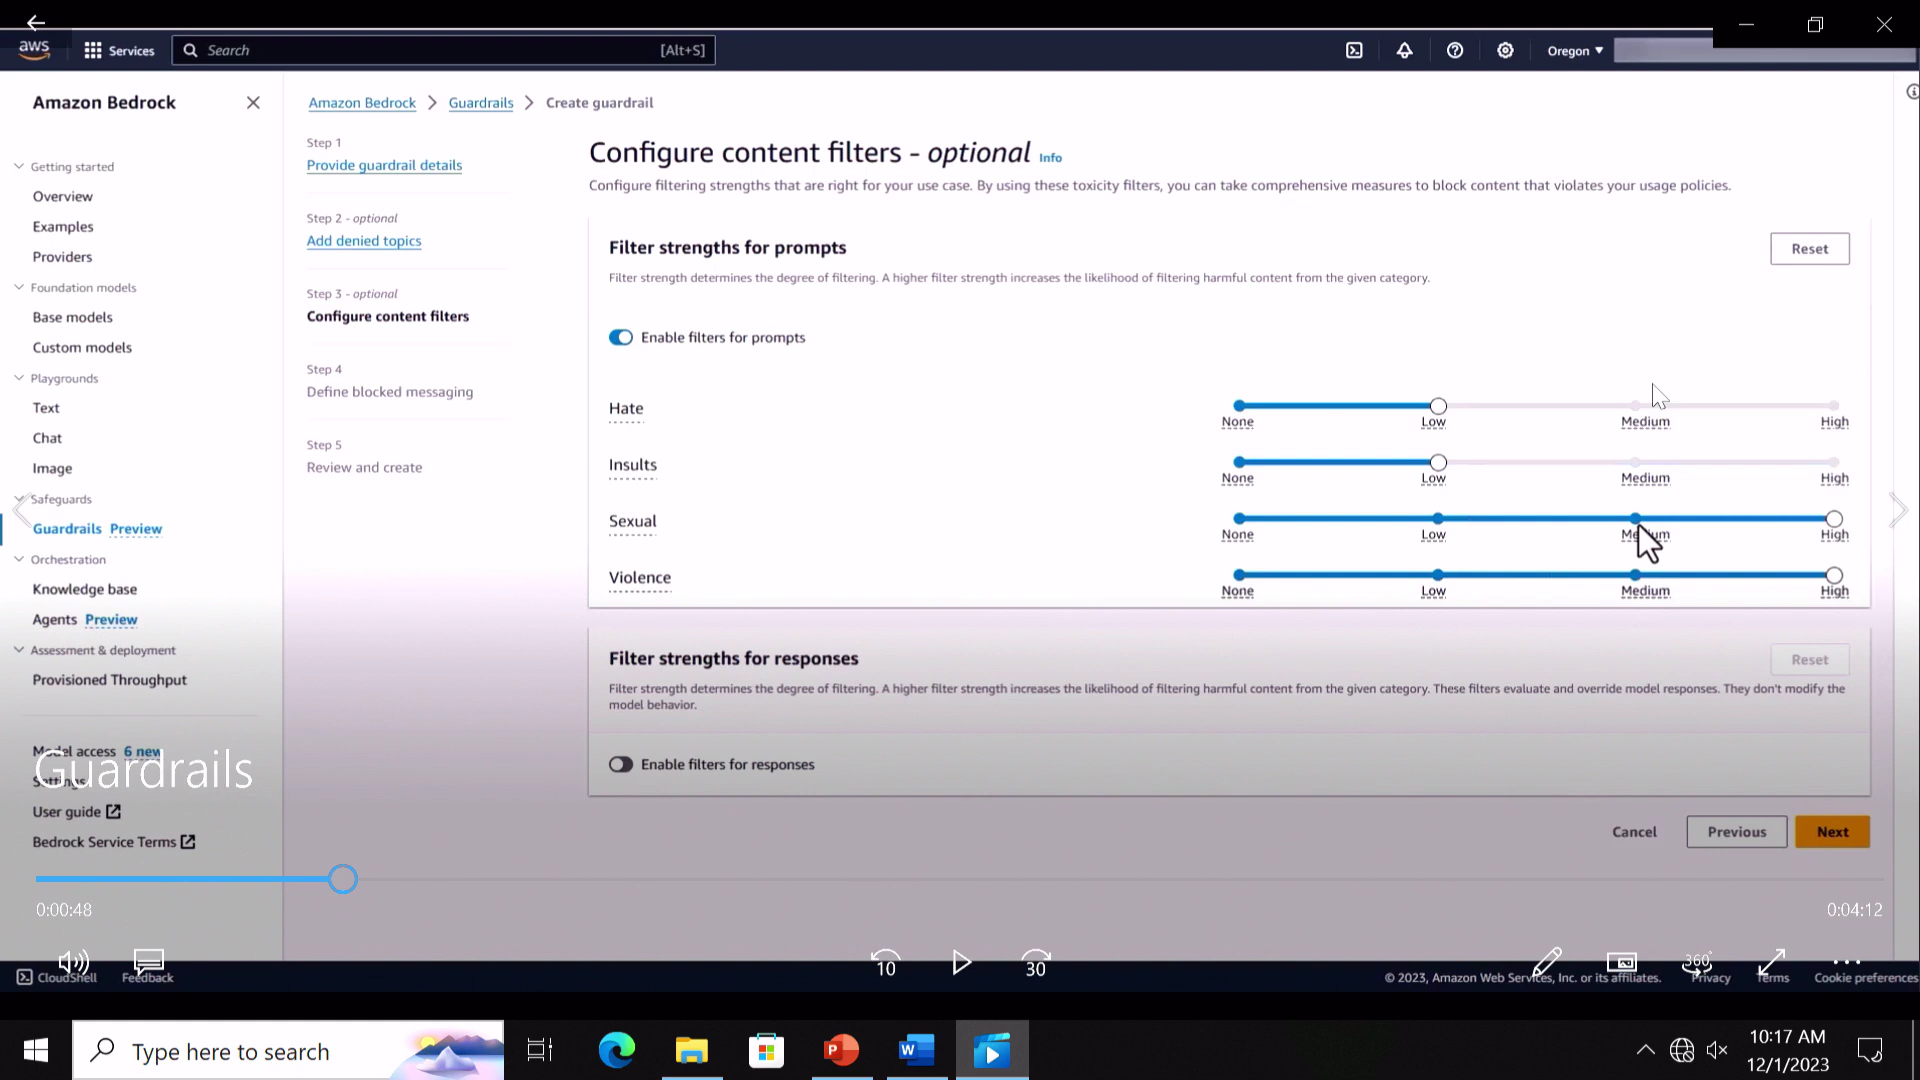 aws
Services
Search
[Alt+S]
Oregon
Amazon Bedrock
Getting started
Overview
Examples
Providers
Foundation models
Base models
Custom models
Playgrounds
Text
Chat
Image
Safeguards
Guardrails Preview
Orchestration
Knowledge base
Agents Preview
Assessment & deployment
Provisioned Throughput
Model access 6 new
Settings
Guardrails
User guide
Bedrock Service Terms
Amazon Bedrock
Guardrails
Create guardrail
Step 1
Provide guardrail details
Step 2 - optional
Add denied topics
Step 3 - optional
Configure content filters
Step 4
Define blocked messaging
Step 5
Review and create
Configure content filters - optional Info
Configure filtering strengths that are right for your use case. By using these toxicity filters, you can take comprehensive measures to block content that violates your usage policies.
Filter strengths for prompts
Reset
Filter strength determines the degree of filtering. A higher filter strength increases the likelihood of filtering harmful content from the given category.
Enable filters for prompts
Hate
None Low Medium High
Insults
None Low Medium High
Sexual
None Low Medium High
Violence
None Low Medium High
Filter strengths for responses
Reset
Filter strength determines the degree of filtering. A higher filter strength increases the likelihood of filtering harmful content from the given category. These filters evaluate and override model responses. They don't modify the
model behavior.
Enable filters for responses
Cancel
Previous
Next
0:00:48
0:04:12
10
30
360°
CloudShell
Feedback
© 2023, Amazon Web Services, Inc. or its affiliates.
Privacy
Terms
Cookie preferences
Type here to search
10:17 AM
12/1/2023